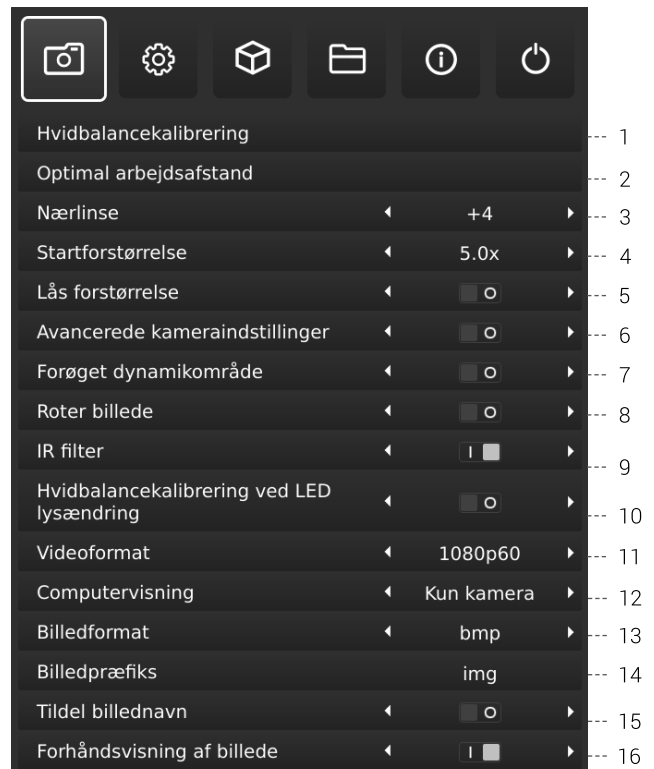 Hvidbalancekalibrering 1
Optimal arbejdsafstand 2
Nærlinse +4 3
Startforstørrelse 5.0x 4
Lås forstørrelse 5
Avancerede kameraindstillinger 6
Forøget dynamikområde 7
Roter billede 8
IR filter 9
Hvidbalancekalibrering ved LED
lysændring 10
Videoformat 1080p60 11
Computervisning Kun kamera 12
Billedformat bmp 13
Billedpræfiks img 14
Tildel billednavn 15
Forhåndsvisning af billede 16